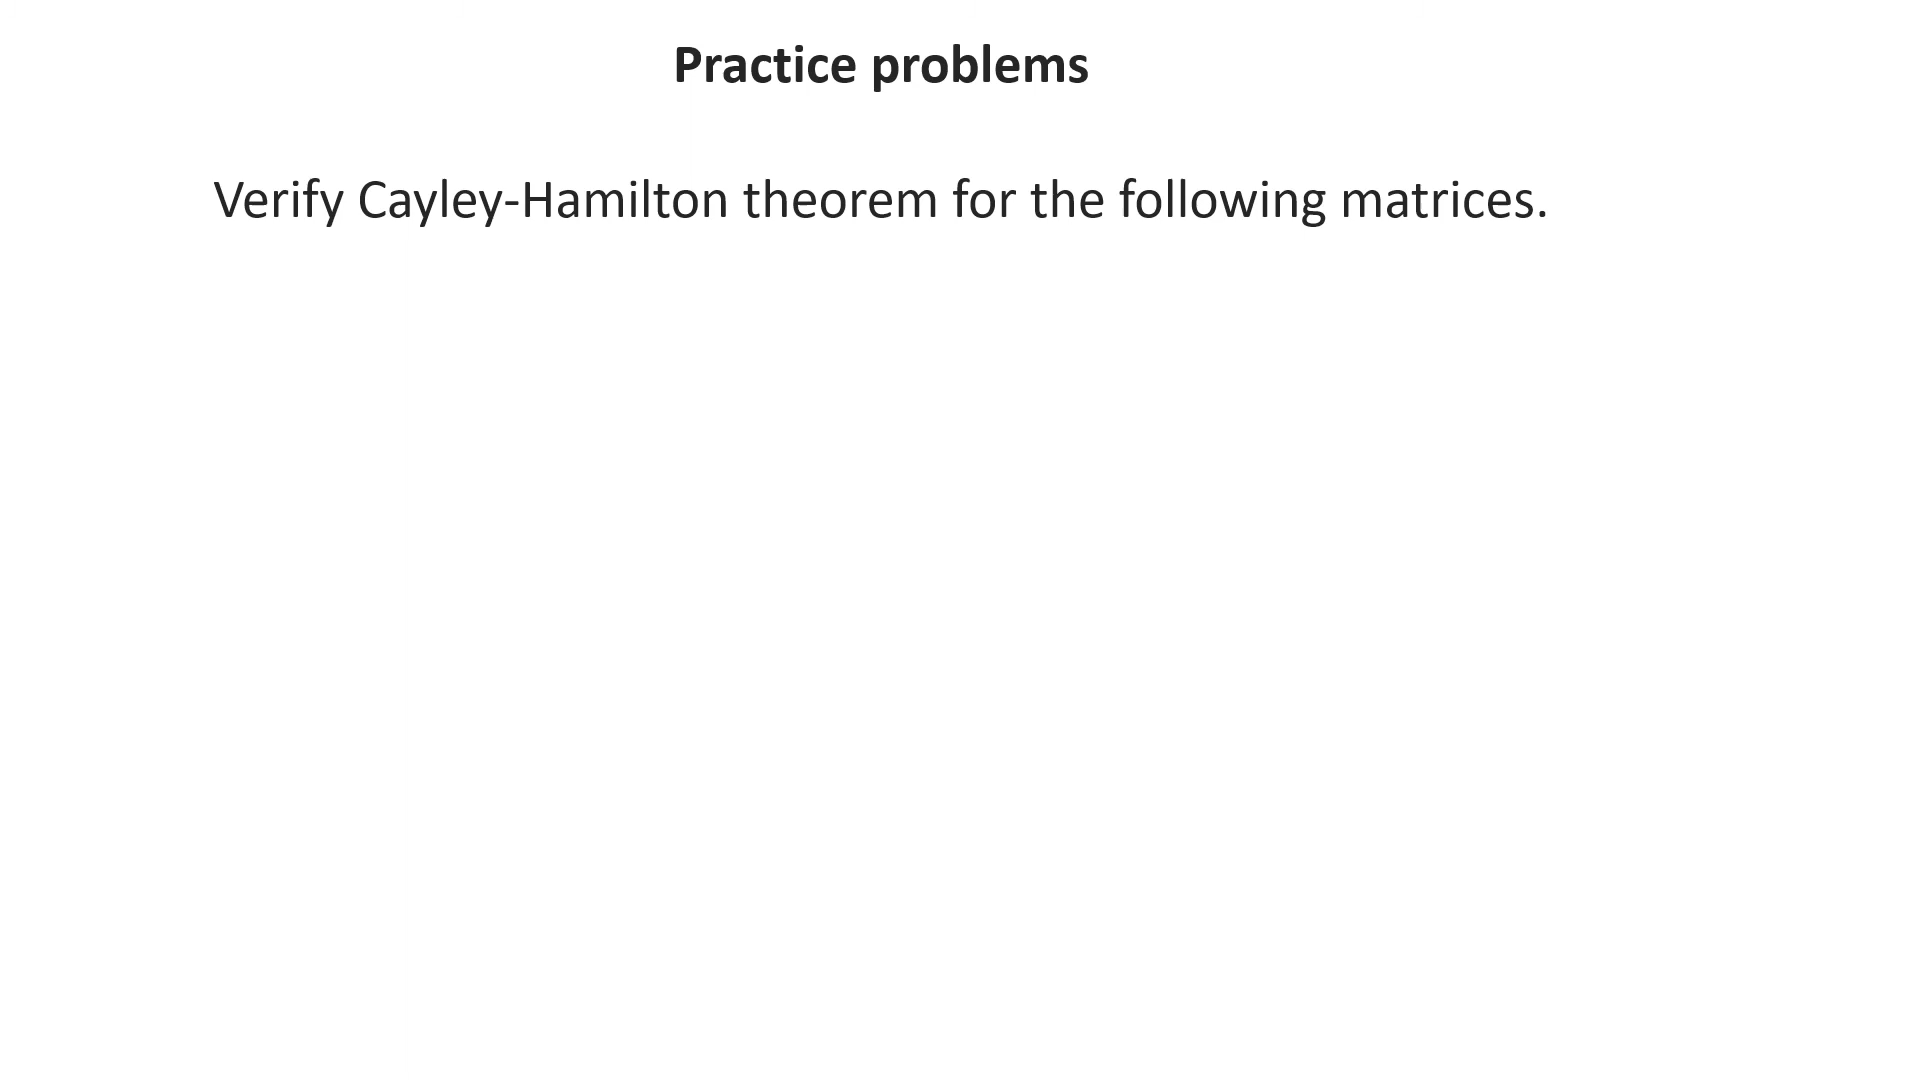 Practice problems
Verify Cayley-Hamilton theorem for the following matrices.